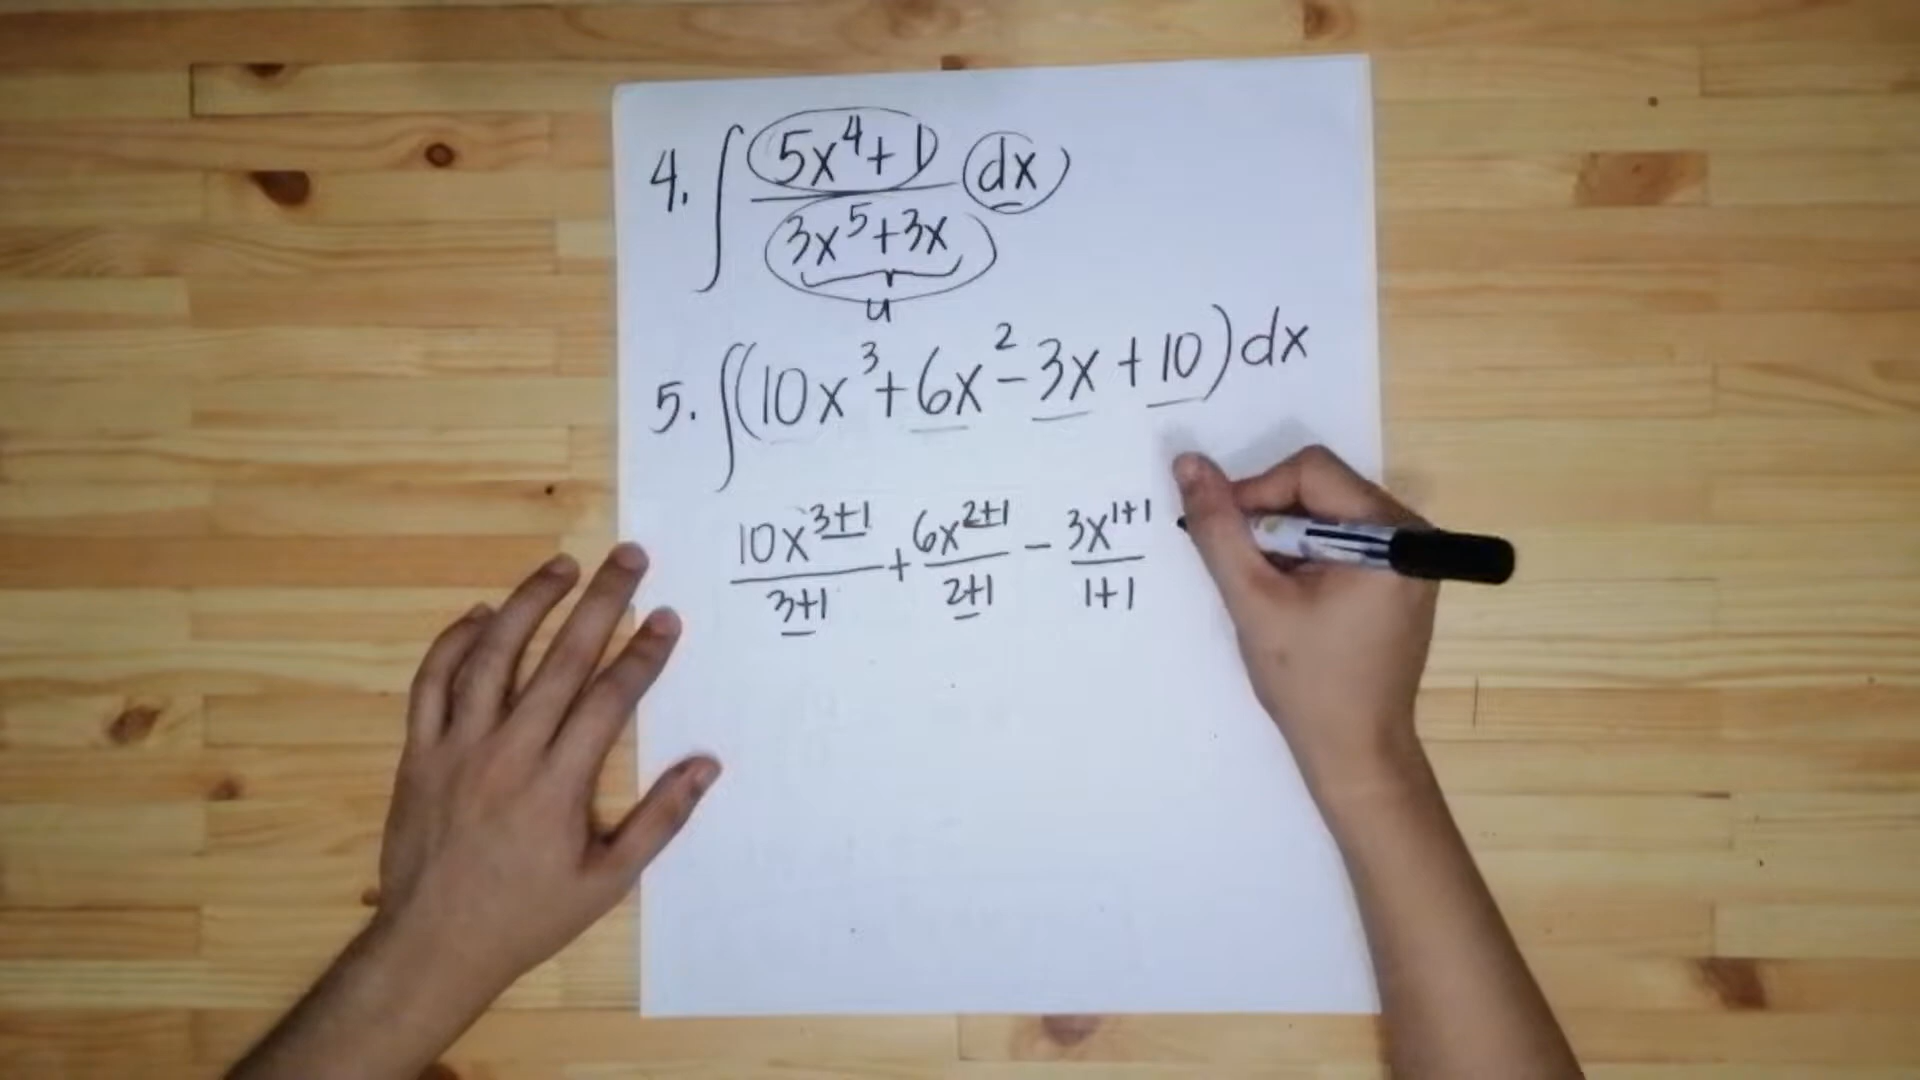 4. ∫ (5x⁴+1)/(3x⁵+3x) dx
u
5. ∫(10x³+6x²-3x+10)dx
10x³⁺¹/3+1 + 6x²⁺¹/2+1 - 3x¹⁺¹/1+1